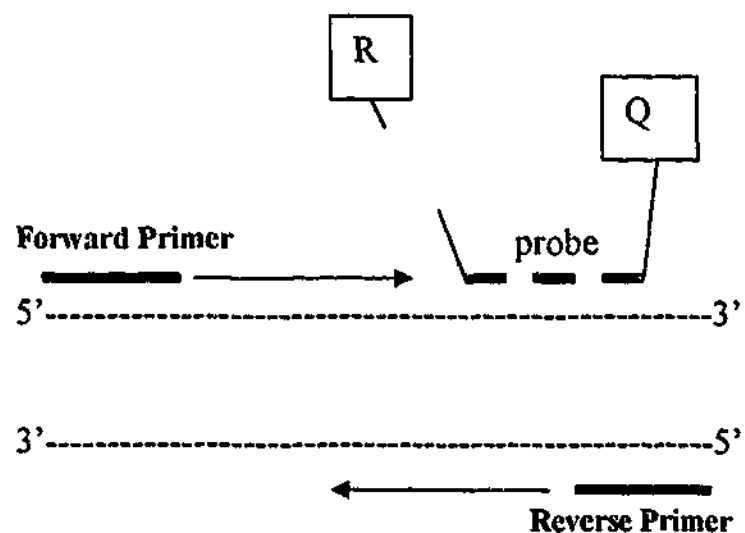 R
Q
Forward Primer
probe
5’ 3’
3’ 5’
Reverse Primer